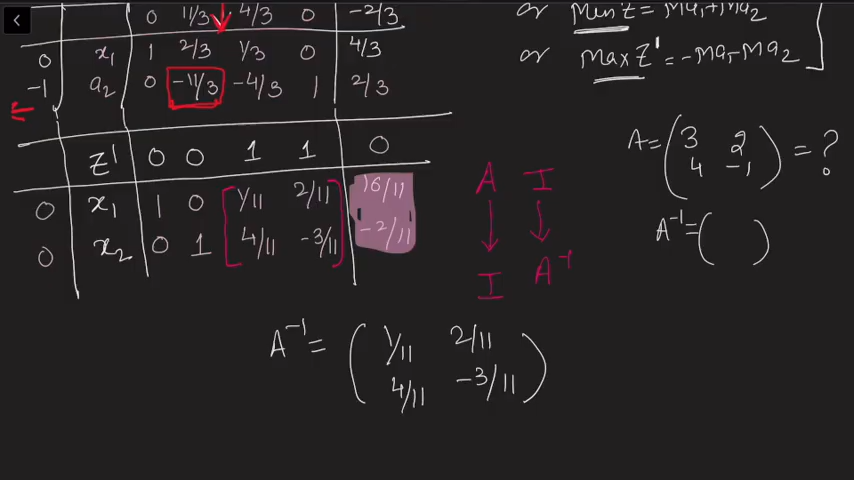 0 11/3 4/3 0 -2/3
0 x₁ 1 2/3 1/3 0 4/3
-1 a₂ 0 -11/3 -4/3 1 2/3
Z' 0 0 1 1 0
0 x₁ 1 0 1/11 2/11 16/11
0 x₂ 0 1 4/11 -3/11 -2/11
or Min Z = Ma₁+Ma₂
or Max Z' = -Ma₁-Ma₂
A = (3 2
4 -1) = ?
A⁻¹ = ( )
A I
I A⁻¹
A⁻¹ = (1/11 2/11
4/11 -3/11)